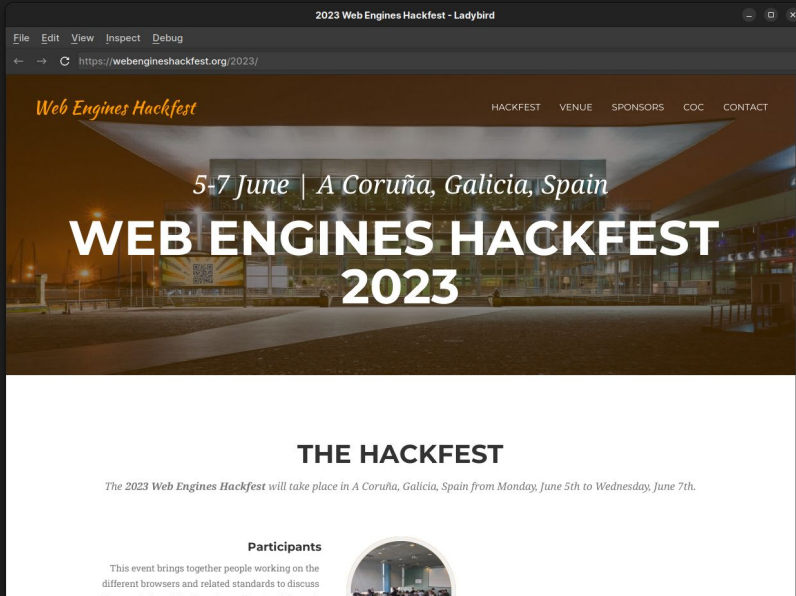 2023 Web Engines Hackfest - Ladybird
File Edit View Inspect Debug
https://webengineshackfest.org/2023/
Web Engines Hackfest
HACKFEST VENUE SPONSORS COC CONTACT
5-7 June | A Coruña, Galicia, Spain
WEB ENGINES HACKFEST
2023
THE HACKFEST
The 2023 Web Engines Hackfest will take place in A Coruña, Galicia, Spain from Monday, June 5th to Wednesday, June 7th.
Participants
This event brings together people working on the
different browsers and related standards to discuss